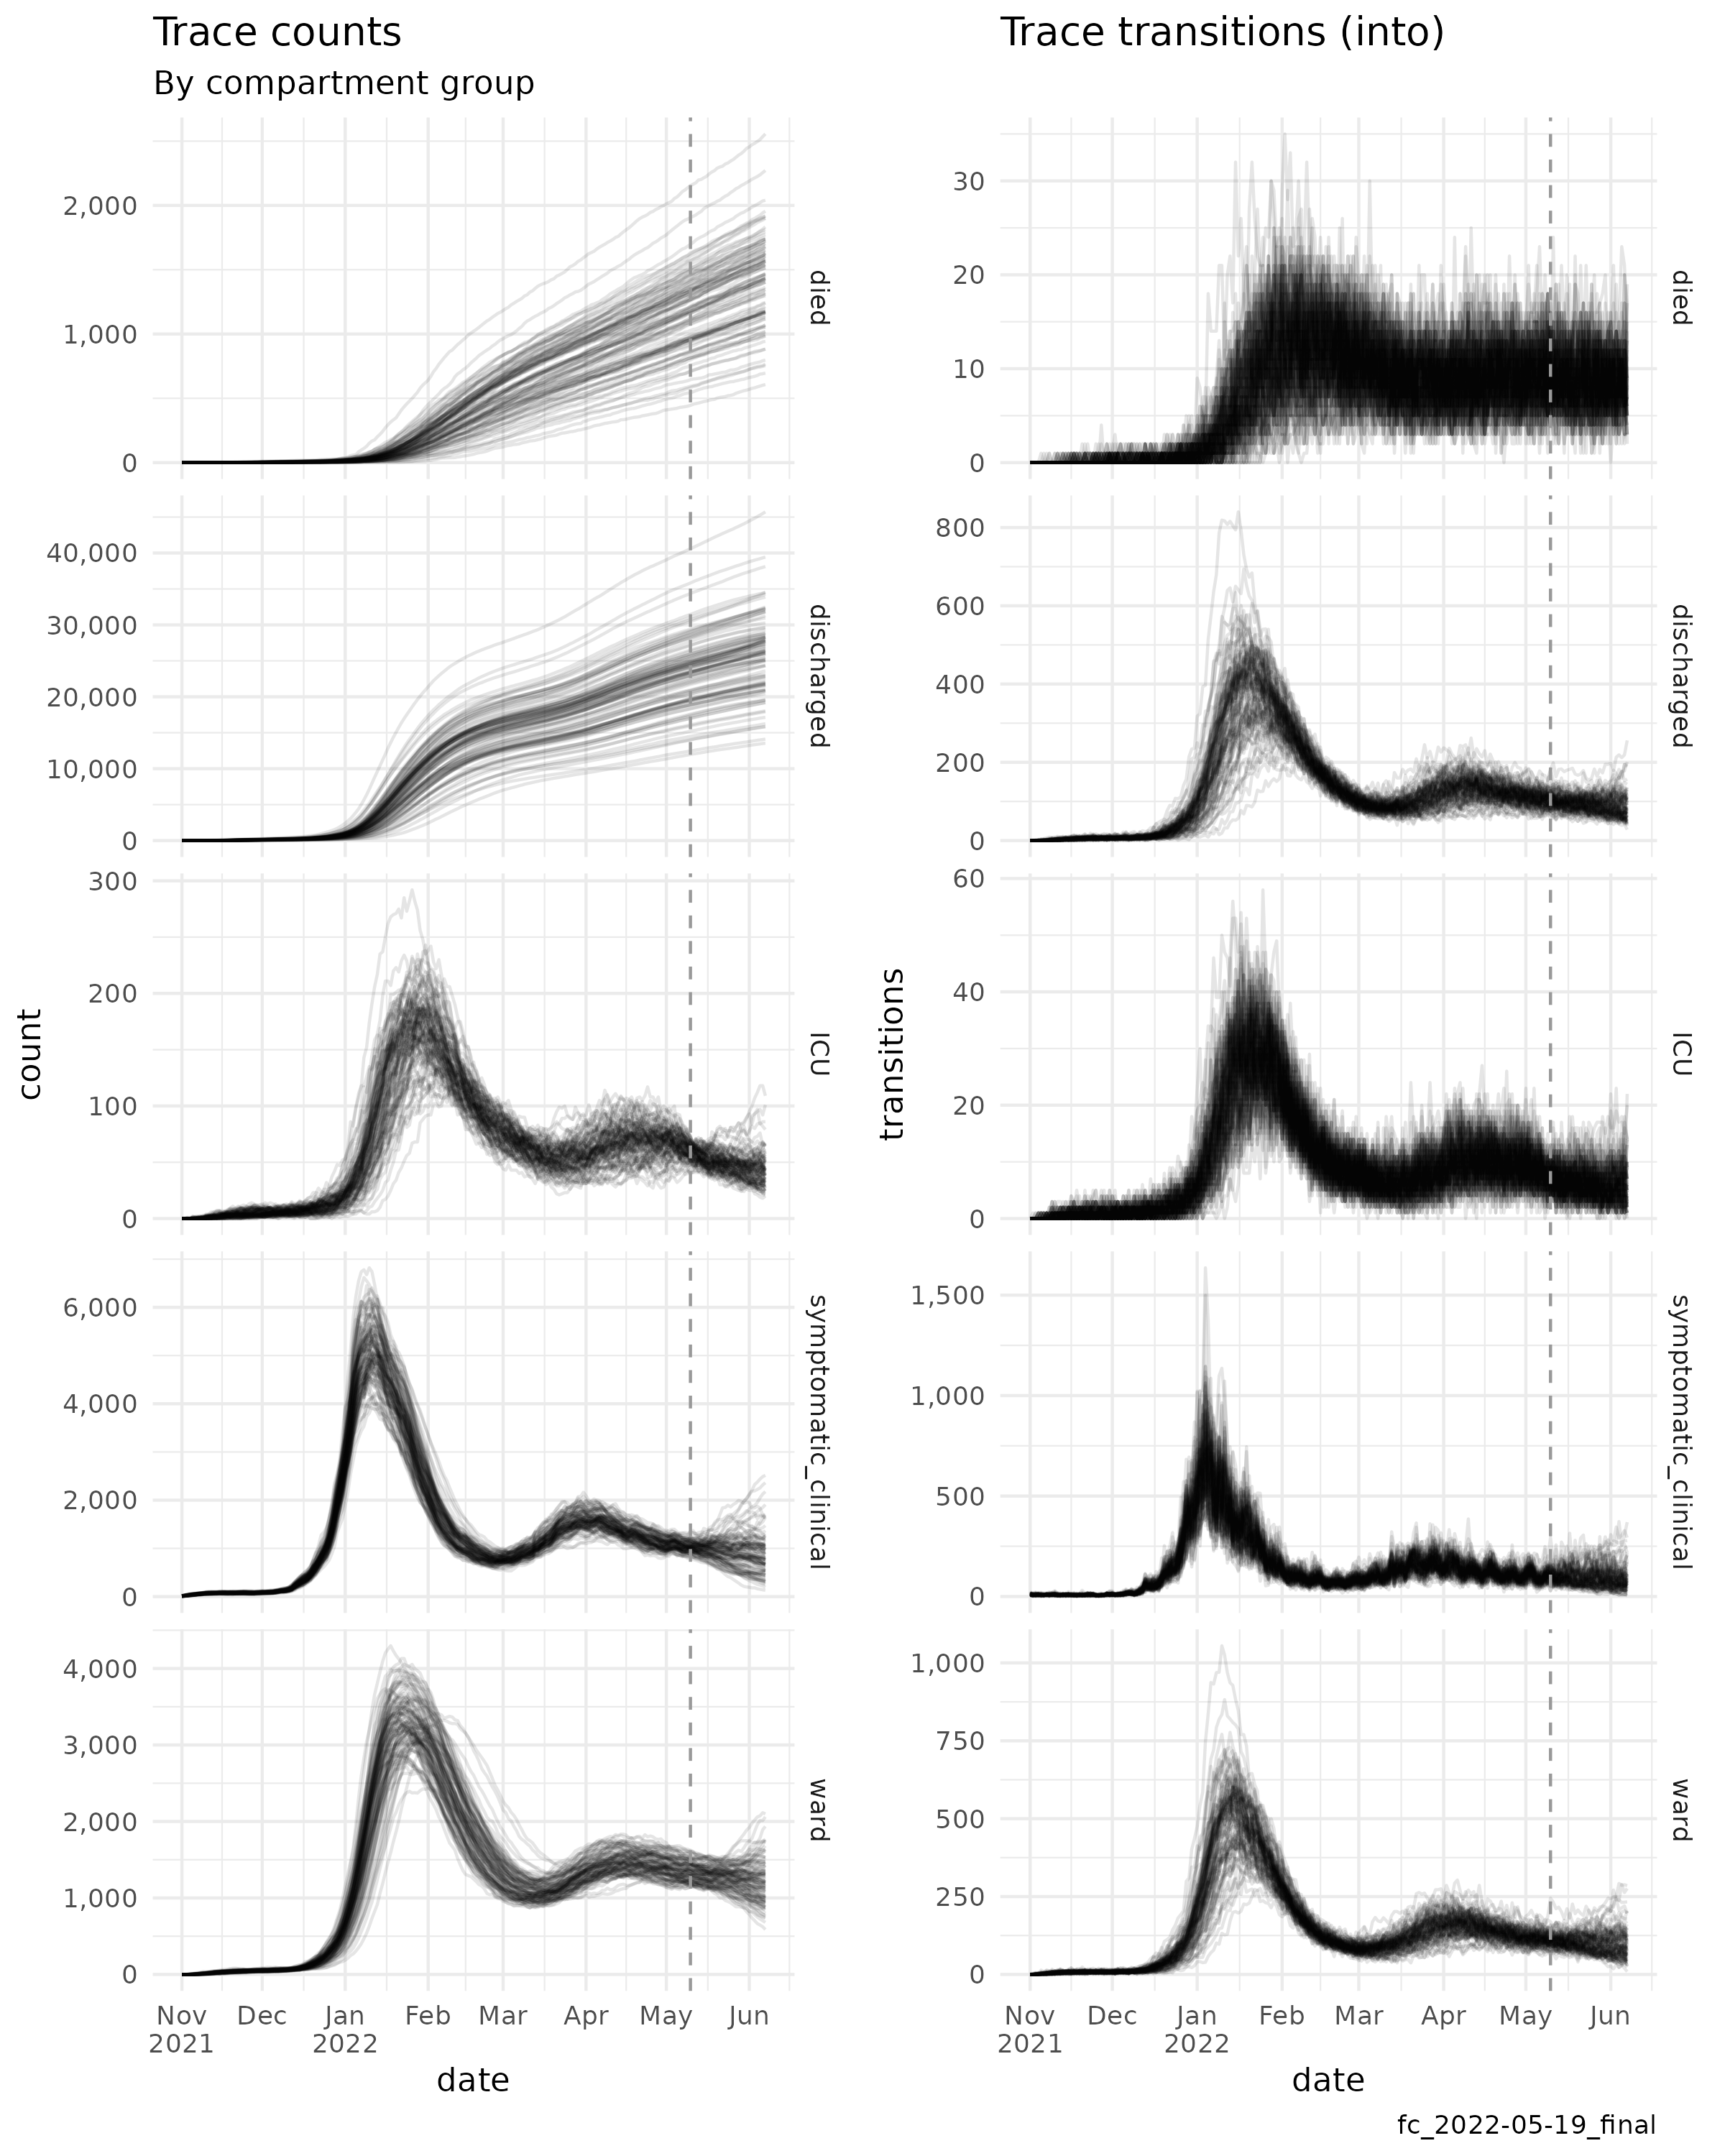 Trace counts
By compartment group
Trace transitions (into)
count
2,000
1,000
0
died
40,000
30,000
20,000
10,000
0
discharged
300
200
100
0
ICU
6,000
4,000
2,000
0
symptomatic_clinical
4,000
3,000
2,000
1,000
0
ward
Nov Dec Jan Feb Mar Apr May Jun
2021 2022
date
transitions
30
20
10
0
died
800
600
400
200
0
discharged
60
40
20
0
ICU
1,500
1,000
500
0
symptomatic_clinical
1,000
750
500
250
0
ward
Nov Dec Jan Feb Mar Apr May Jun
2021 2022
date
fc_2022-05-19_final